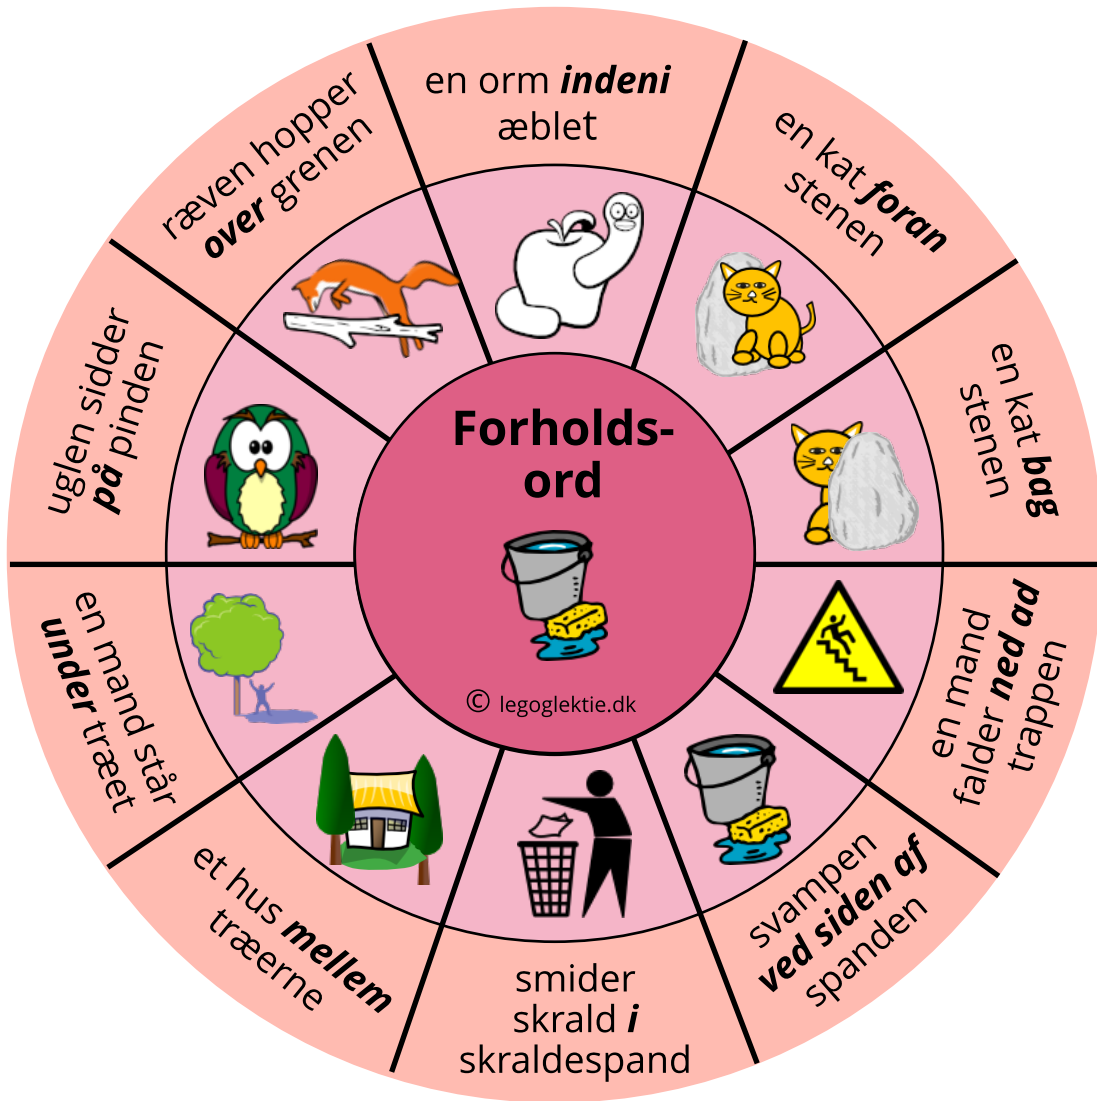 Forholds-
ord
© legoglektie.dk
en orm indeni
æblet
en kat foran
stenen
en kat bag
stenen
en mand
falder ned ad
trappen
svampen
ved siden af
spanden
smider
skrald i
skraldespand
et hus mellem
træerne
en mand står
under træet
uglen sidder
på pinden
ræven hopper
over grenen